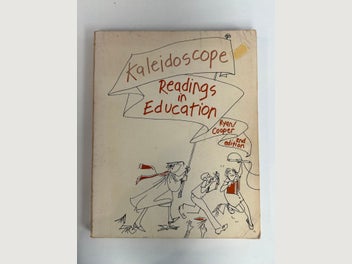 Kaleidoscope
Readings
in
Education
Ryan/
Cooper
2nd
edition